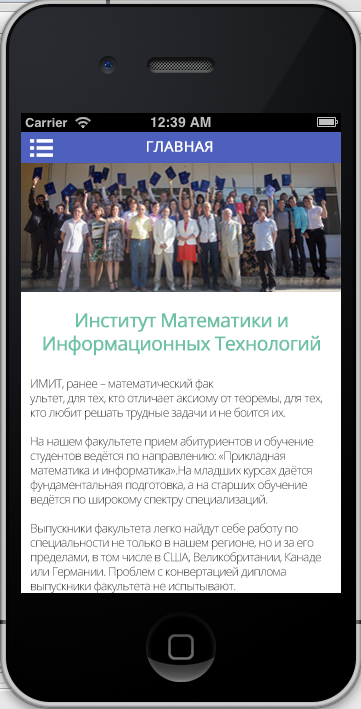 Carrier 12:39 AM
ГЛАВНАЯ
Институт Математики и
Информационных Технологий
ИМИТ, ранее – математический фак
ультет, для тех, кто отличает аксиому от теоремы, для тех,
кто любит решать трудные задачи и не боится их.
На нашем факультете прием абитуриентов и обучение
студентов ведётся по направлению: «Прикладная
математика и информатика».На младших курсах даётся
фундаментальная подготовка, а на старших обучение
ведётся по широкому спектру специализаций.
Выпускники факультета легко найдут себе работу по
специальности не только в нашем регионе, но и за его
пределами, в том числе в США, Великобритании, Канаде
или Германии. Проблем с конвертацией диплома
выпускники факультета не испытывают.